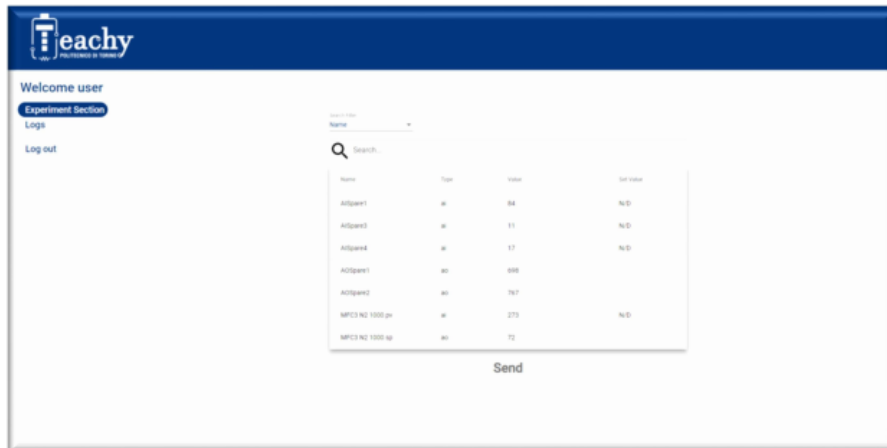 Teachy
POLITECNICO DI TORINO
Welcome user
Experiment Section
Logs
Log out
Search Filter
Name
Search...
Name Type Value Set Value
AISpare1 ai 84 N/D
AISpare3 ai 11 N/D
AISpare4 ai 17 N/D
AOSpare1 ao 698
AOSpare2 ao 767
MFC3 N2 1000 pv ai 273 N/D
MFC3 N2 1000 sp ao 72
Send